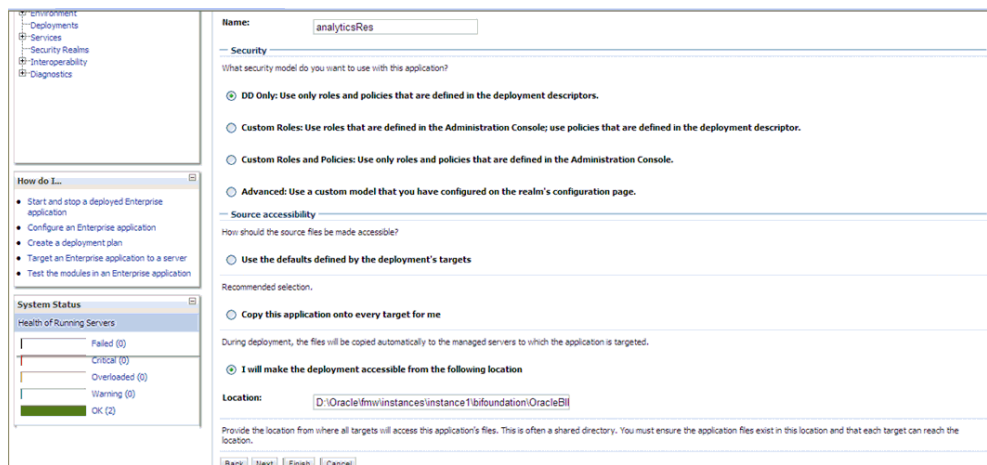 Environment
Deployments
Services
Security Realms
Interoperability
Diagnostics
How do I...
Start and stop a deployed Enterprise
application
Configure an Enterprise application
Create a deployment plan
Target an Enterprise application to a server
Test the modules in an Enterprise application
System Status
Health of Running Servers
Failed (0)
Critical (0)
Overloaded (0)
Warning (0)
OK (2)
Name: analyticsRes
Security
What security model do you want to use with this application?
DD Only: Use only roles and policies that are defined in the deployment descriptors.
Custom Roles: Use roles that are defined in the Administration Console; use policies that are defined in the deployment descriptor.
Custom Roles and Policies: Use only roles and policies that are defined in the Administration Console.
Advanced: Use a custom model that you have configured on the realm's configuration page.
Source accessibility
How should the source files be made accessible?
Use the defaults defined by the deployment's targets
Recommended selection.
Copy this application onto every target for me
During deployment, the files will be copied automatically to the managed servers to which the application is targeted.
I will make the deployment accessible from the following location
Location: D:\Oracle\fmw\instances\instance1\bifoundation\OracleBII
Provide the location from where all targets will access this application's files. This is often a shared directory. You must ensure the application files exist in this location and that each target can reach the
location.
Back Next Finish Cancel